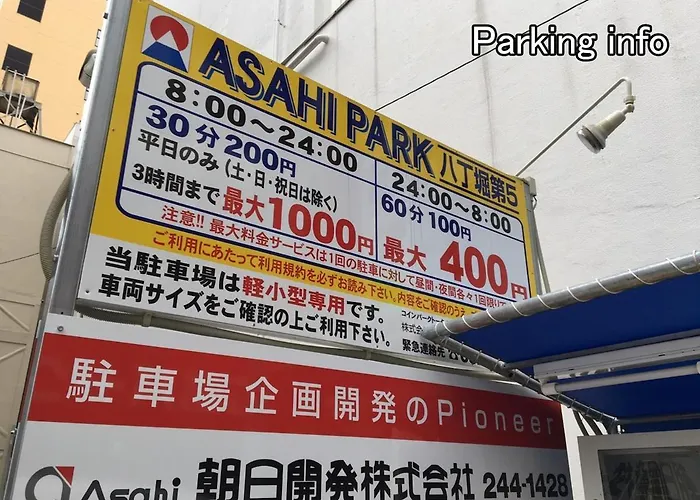 Parking info
ASAHI PARK 八丁堀第5
8:00～24:00
30分200円
平日のみ(土・日・祝日は除く)
3時間まで最大1000円
24:00～8:00
60分100円
最大400円
注意!! 最大料金サービスは1回の駐車に対して昼間・夜間各々1回限り
ご利用にあたって利用規約を必ずお読み下さい。内容をご確認のうえ
当駐車場は軽小型専用です。
車両サイズをご確認の上ご利用下さい。
株式会
緊急連絡先
駐車場企画開発のPioneer
Asahi 朝日開発株式会社 244-1428